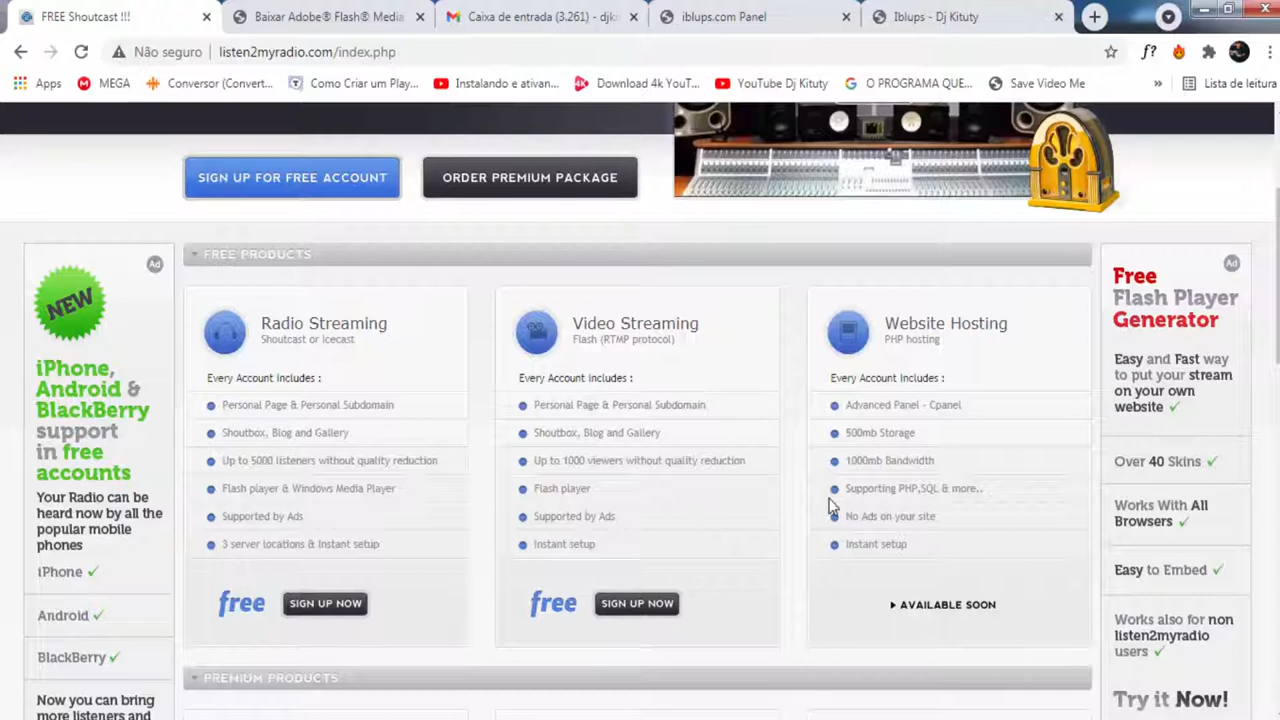 FREE Shoutcast !!!
Baixar Adobe® Flash® Media
Caixa de entrada (3.261) - djk
iblups.com Panel
Iblups - Dj Kituty
Não seguro
listen2myradio.com/index.php
Apps
MEGA
Conversor (Convert...
Como Criar um Play...
Instalando e ativan...
Download 4k YouT...
YouTube Dj Kituty
O PROGRAMA QUE...
Save Video Me
»
Lista de leitura
SIGN UP FOR FREE ACCOUNT
ORDER PREMIUM PACKAGE
FREE PRODUCTS
Ad
NEW
iPhone,
Android &
BlackBerry
support
in free
accounts
Your Radio can be
heard now by all the
popular mobile
phones
iPhone ✓
Android ✓
BlackBerry ✓
Now you can bring
more listeners and
Radio Streaming
Shoutcast or Icecast
Every Account Includes :
Personal Page & Personal Subdomain
Shoutbox, Blog and Gallery
Up to 5000 listeners without quality reduction
Flash player & Windows Media Player
Supported by Ads
3 server locations & Instant setup
free
SIGN UP NOW
Video Streaming
Flash (RTMP protocol)
Every Account Includes :
Personal Page & Personal Subdomain
Shoutbox, Blog and Gallery
Up to 1000 viewers without quality reduction
Flash player
Supported by Ads
Instant setup
free
SIGN UP NOW
Website Hosting
PHP hosting
Every Account Includes :
Advanced Panel - Cpanel
500mb Storage
1000mb Bandwidth
Supporting PHP,SQL & more..
No Ads on your site
Instant setup
AVAILABLE SOON
Ad
Free
Flash Player
Generator
Easy and Fast way
to put your stream
on your own
website ✓
Over 40 Skins ✓
Works With All
Browsers ✓
Easy to Embed ✓
Works also for non
listen2myradio
users ✓
Try it Now!
PREMIUM PRODUCTS